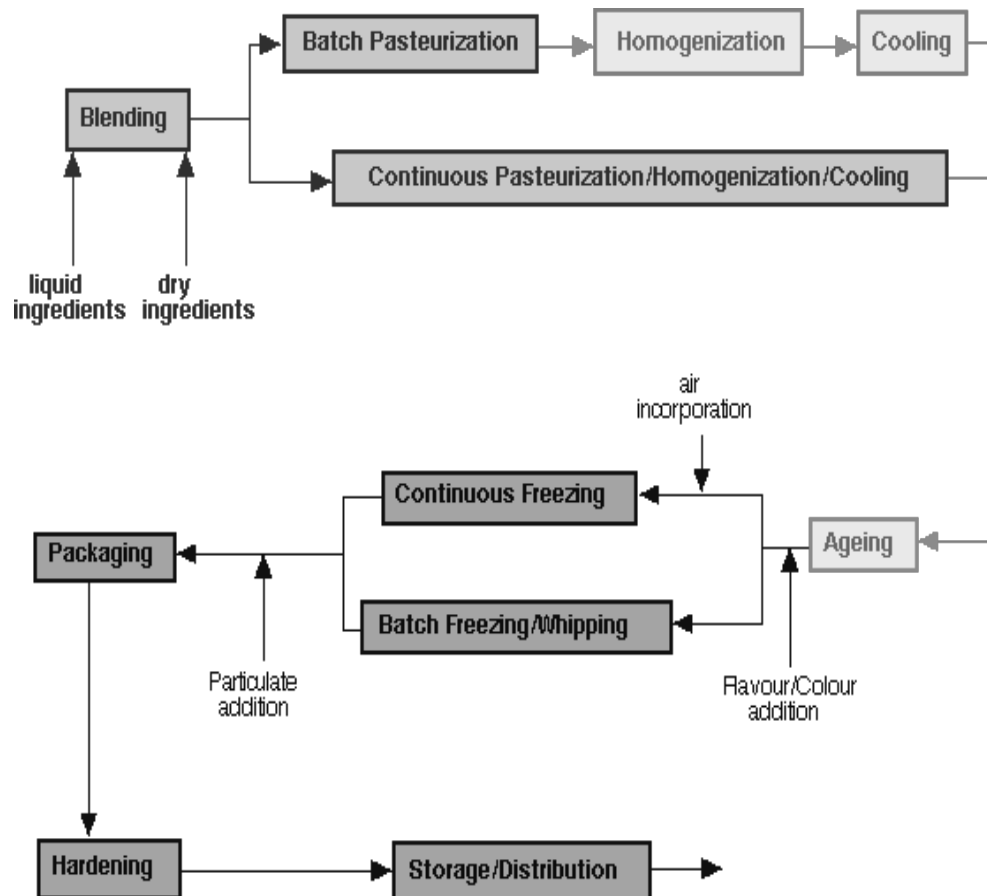 Batch Pasteurization
Homogenization
Cooling
Blending
Continuous Pasteurization/Homogenization/Cooling
liquid
ingredients
dry
ingredients
air
incorporation
Continuous Freezing
Ageing
Packaging
Batch Freezing/Whipping
Particulate
addition
Flavour/Colour
addition
Hardening
Storage/Distribution